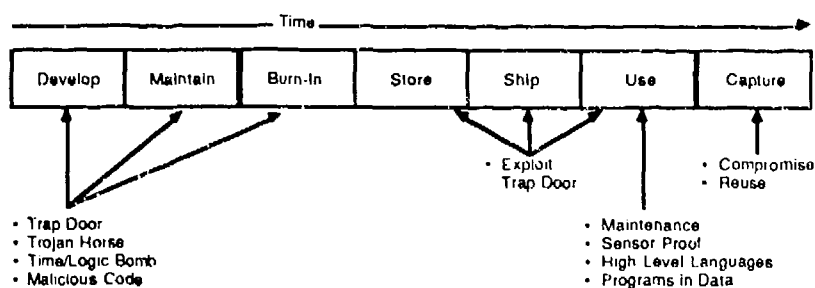 Time
Develop Maintain Burn-In Store Ship Use Capture
• Exploit
Trap Door
• Compromise
• Reuse
• Trap Door
• Trojan Horse
• Time/Logic Bomb
• Malicious Code
• Maintenance
• Sensor Proof
• High Level Languages
• Programs in Data